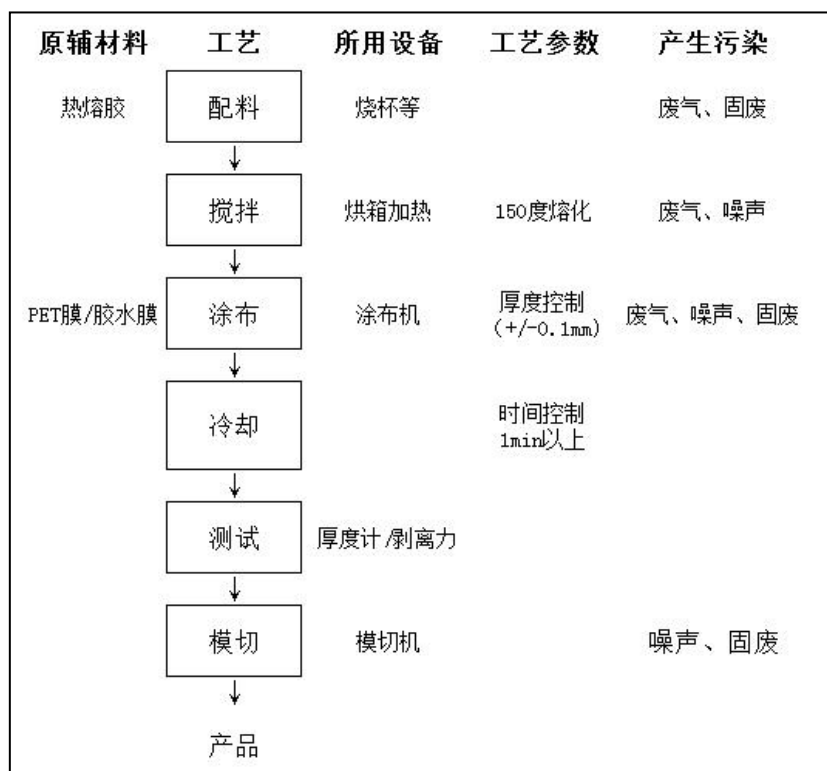 原辅材料 工艺 所用设备 工艺参数 产生污染
热熔胶 配料 烧杯等 废气、固废
搅拌 烘箱加热 150度熔化 废气、噪声
PET膜/胶水膜 涂布 涂布机 厚度控制 废气、噪声、固废
(+/-0.1mm)
冷却 时间控制
1min以上
测试 厚度计/剥离力
模切 模切机 噪声、固废
产品